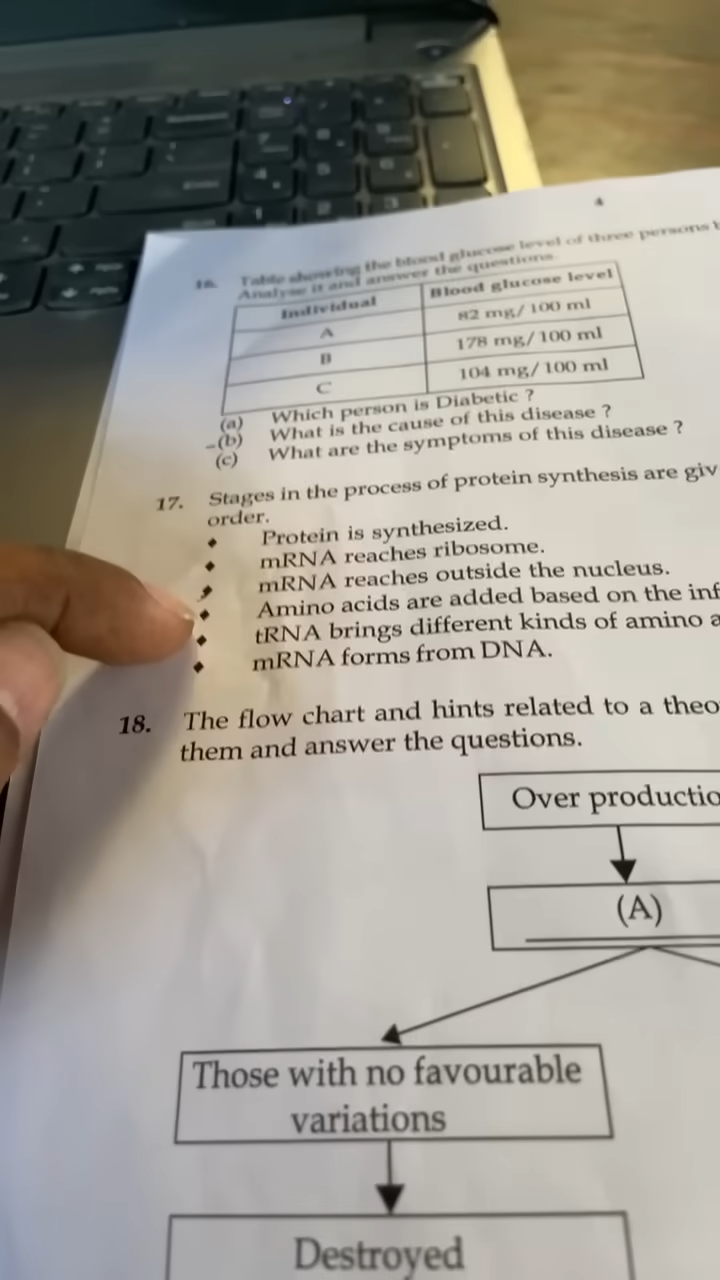 4
16. Table showing the blood glucose level of three persons
Analyse it and answer the questions.
Individual Blood glucose level
A 82 mg/100 ml
B 178 mg/100 ml
C 104 mg/100 ml
(a) Which person is Diabetic ?
(b) What is the cause of this disease ?
(c) What are the symptoms of this disease ?
17. Stages in the process of protein synthesis are giv
order.
◆ Protein is synthesized.
◆ mRNA reaches ribosome.
◆ mRNA reaches outside the nucleus.
◆ Amino acids are added based on the inf
◆ tRNA brings different kinds of amino a
◆ mRNA forms from DNA.
18. The flow chart and hints related to a theo
them and answer the questions.
Over productio
(A)
Those with no favourable
variations
Destroyed